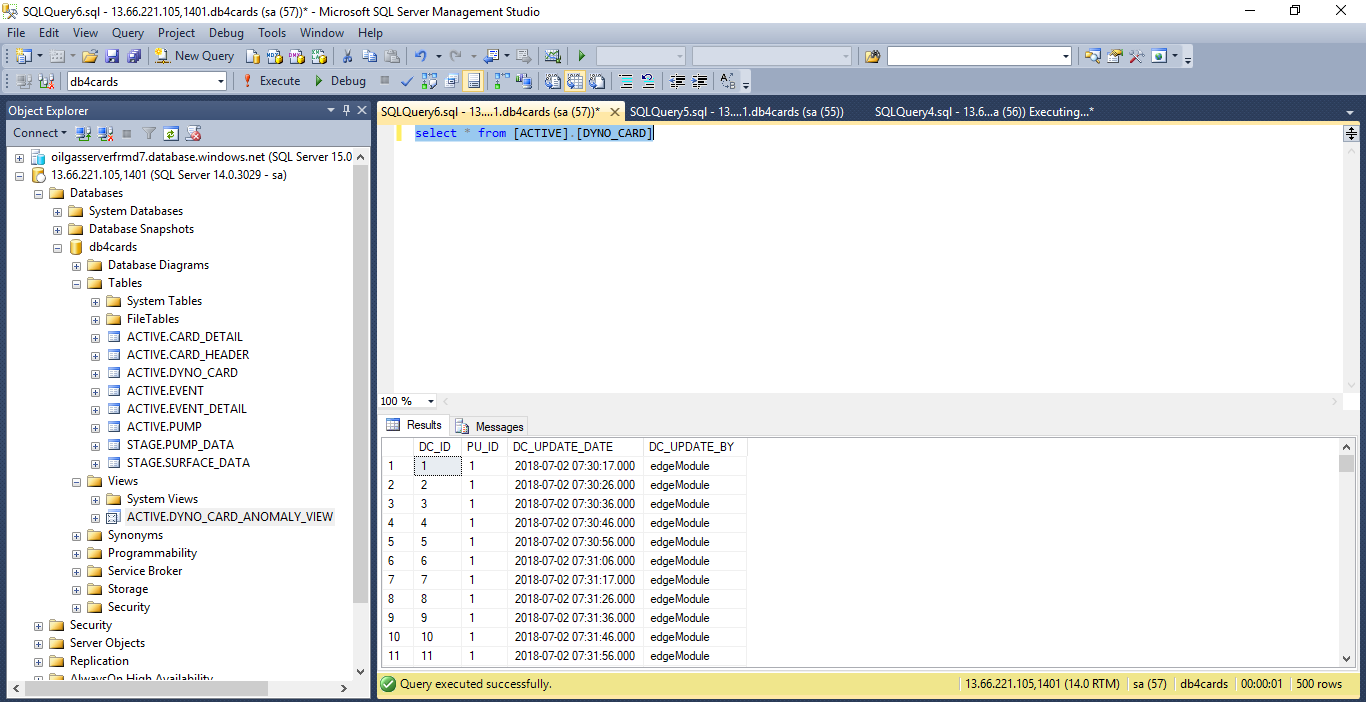 SQLQuery6.sql - 13.66.221.105,1401.db4cards (sa (57))* - Microsoft SQL Server Management Studio
File Edit View Query Project Debug Tools Window Help
New Query
db4cards Execute Debug
Object Explorer
Connect
oilgasserverfrmd7.database.windows.net (SQL Server 15.0
13.66.221.105,1401 (SQL Server 14.0.3029 - sa)
Databases
System Databases
Database Snapshots
db4cards
Database Diagrams
Tables
System Tables
FileTables
ACTIVE.CARD_DETAIL
ACTIVE.CARD_HEADER
ACTIVE.DYNO_CARD
ACTIVE.EVENT
ACTIVE.EVENT_DETAIL
ACTIVE.PUMP
STAGE.PUMP_DATA
STAGE.SURFACE_DATA
Views
System Views
ACTIVE.DYNO_CARD_ANOMALY_VIEW
Synonyms
Programmability
Service Broker
Storage
Security
Security
Server Objects
Replication
AlwaysOn High Availability
SQLQuery6.sql - 13....1.db4cards (sa (57))* SQLQuery5.sql - 13....1.db4cards (sa (55)) SQLQuery4.sql - 13.6...a (56)) Executing...*
select * from [ACTIVE].[DYNO_CARD]
100 %
Results Messages
DC_ID PU_ID DC_UPDATE_DATE DC_UPDATE_BY
1 1 1 2018-07-02 07:30:17.000 edgeModule
2 2 1 2018-07-02 07:30:26.000 edgeModule
3 3 1 2018-07-02 07:30:36.000 edgeModule
4 4 1 2018-07-02 07:30:46.000 edgeModule
5 5 1 2018-07-02 07:30:56.000 edgeModule
6 6 1 2018-07-02 07:31:06.000 edgeModule
7 7 1 2018-07-02 07:31:17.000 edgeModule
8 8 1 2018-07-02 07:31:26.000 edgeModule
9 9 1 2018-07-02 07:31:36.000 edgeModule
10 10 1 2018-07-02 07:31:46.000 edgeModule
11 11 1 2018-07-02 07:31:56.000 edgeModule
Query executed successfully. 13.66.221.105,1401 (14.0 RTM) sa (57) db4cards 00:00:01 500 rows